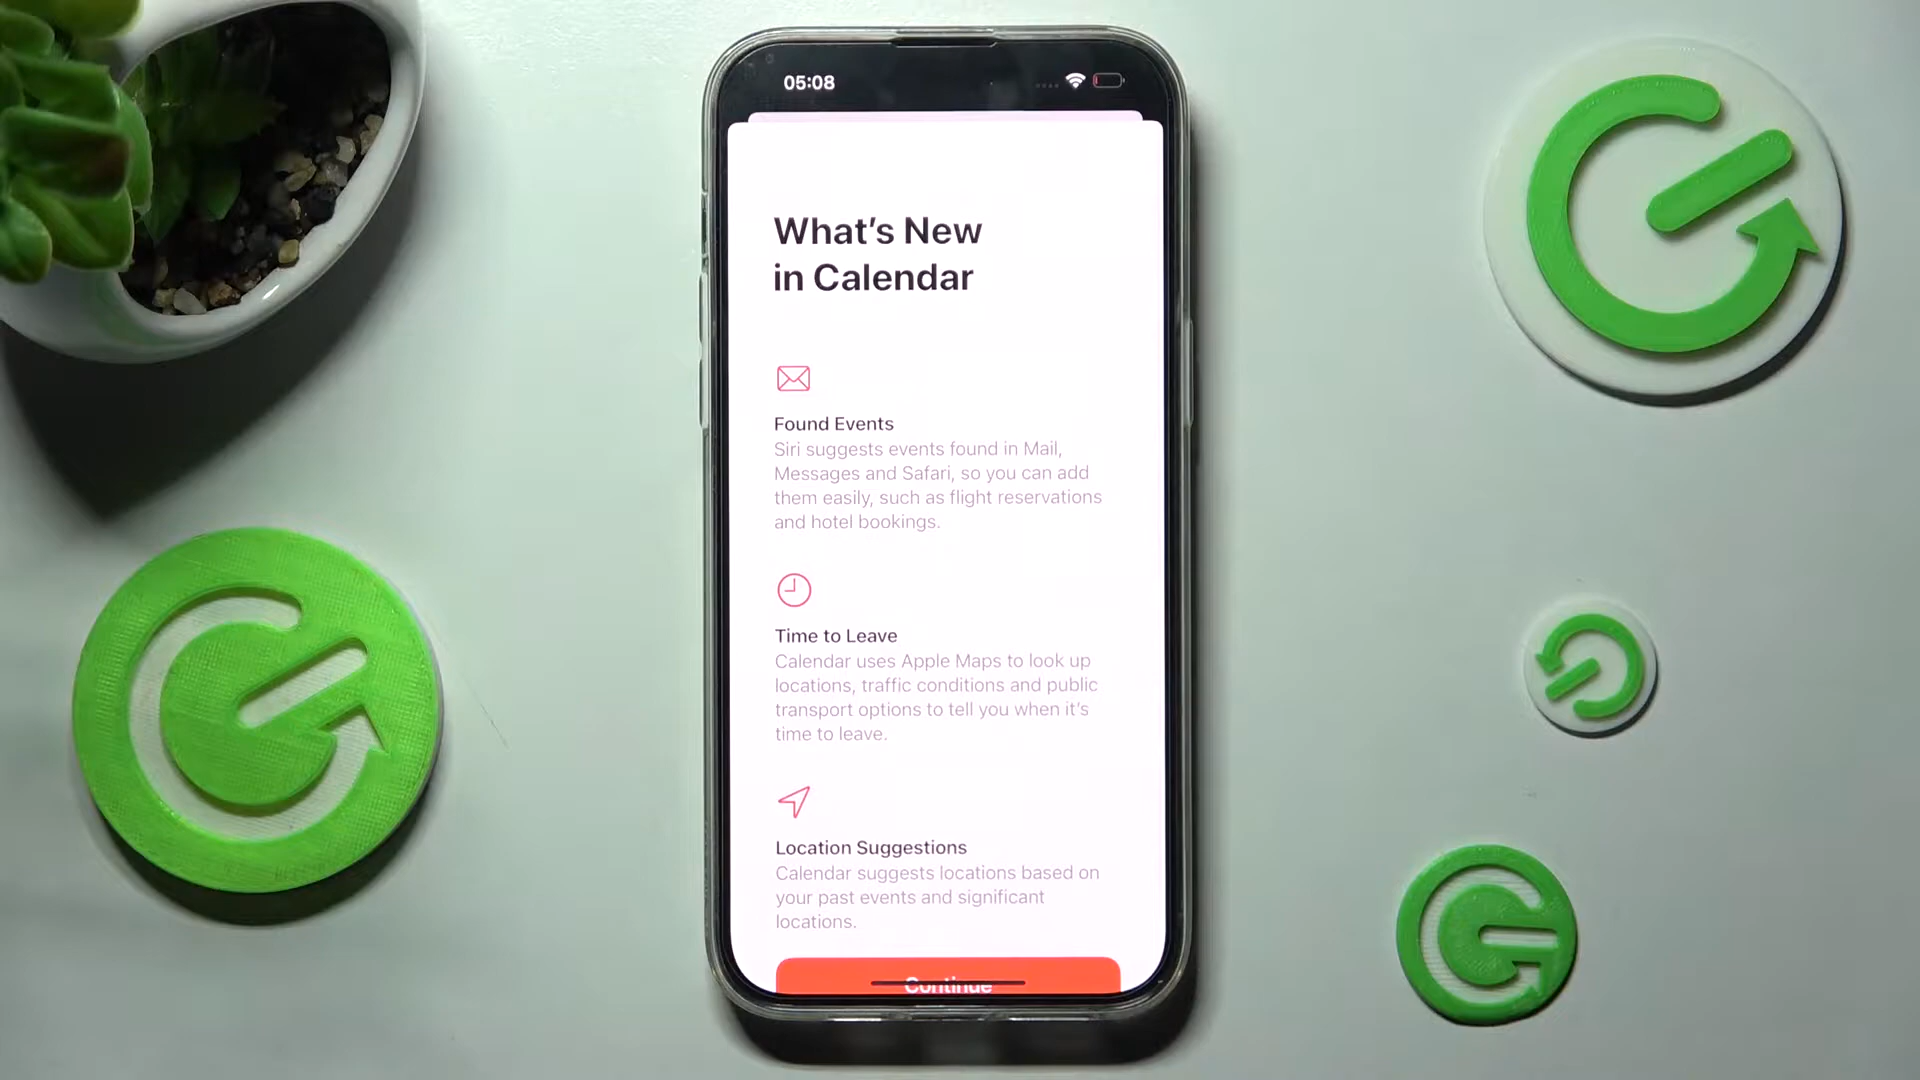 05:08
What's New
in Calendar
Found Events
Siri suggests events found in Mail,
Messages and Safari, so you can add
them easily, such as flight reservations
and hotel bookings.
Time to Leave
Calendar uses Apple Maps to look up
locations, traffic conditions and public
transport options to tell you when it's
time to leave.
Location Suggestions
Calendar suggests locations based on
your past events and significant
locations.
Continue